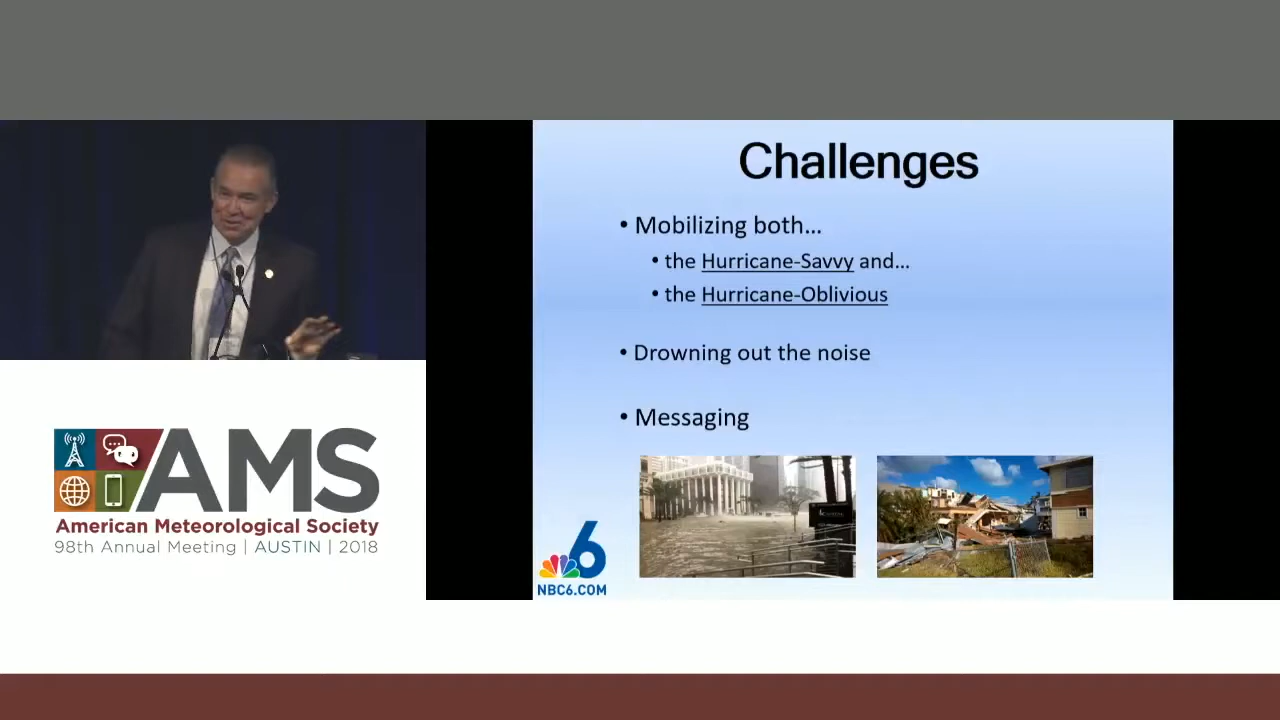 Challenges
• Mobilizing both...
• the Hurricane-Savvy and...
• the Hurricane-Oblivious
• Drowning out the noise
• Messaging
6
NBC6.COM
AMS
American Meteorological Society
98th Annual Meeting | AUSTIN | 2018